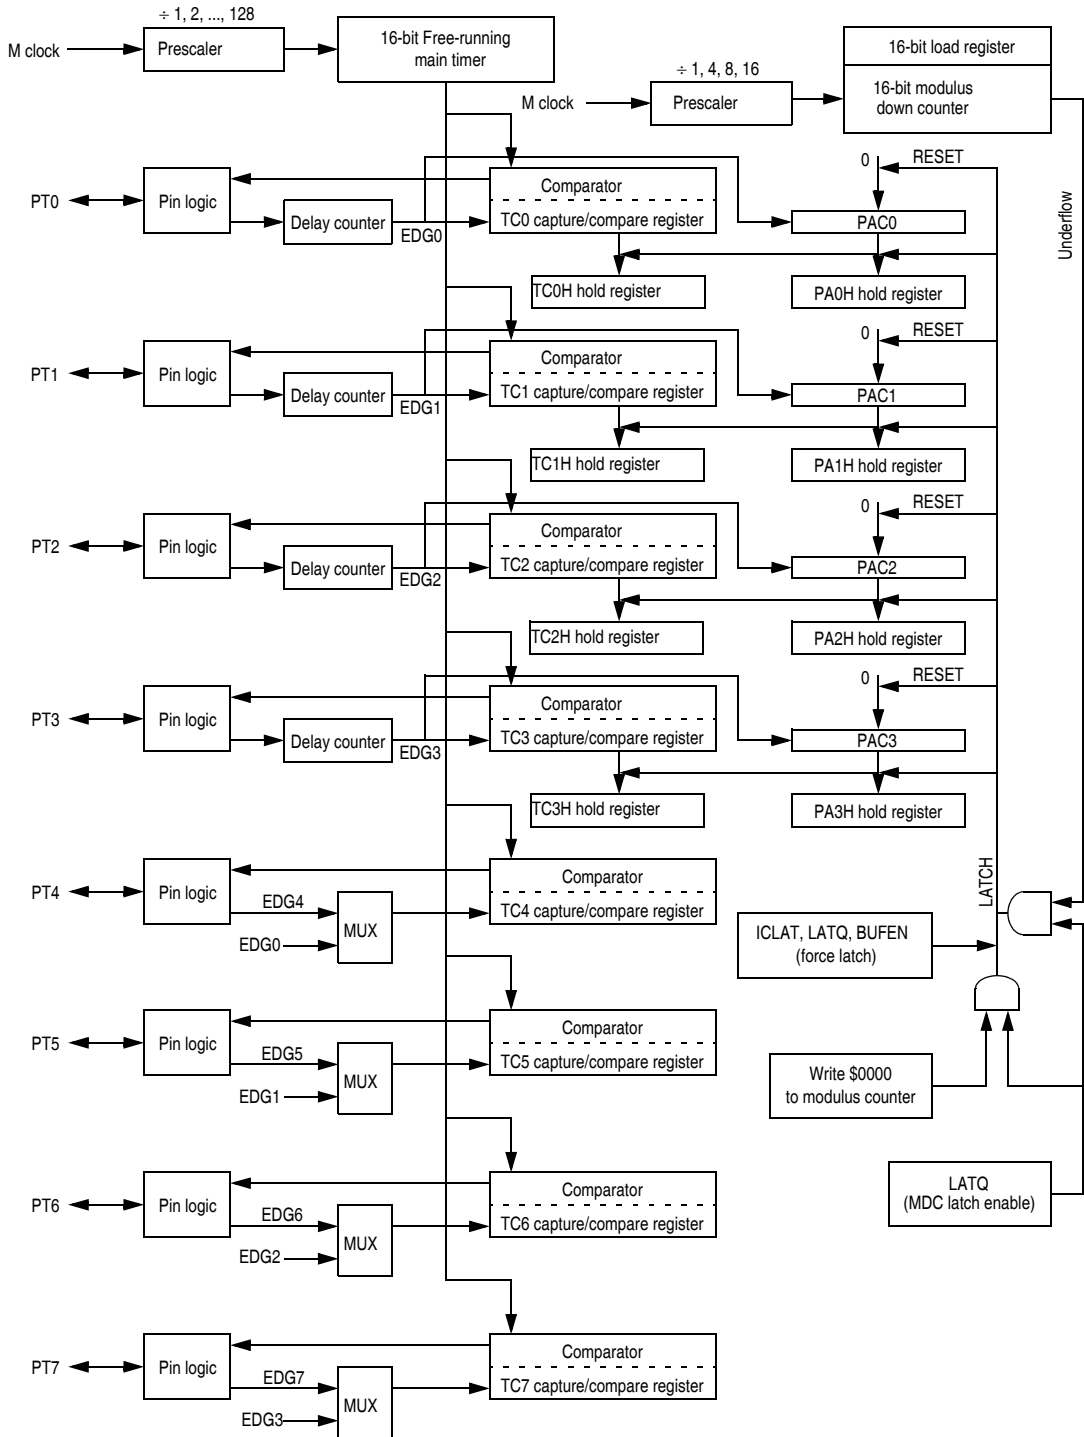 ÷ 1, 2, ..., 128
M clock
Prescaler
16-bit Free-running
main timer
16-bit load register
÷ 1, 4, 8, 16
M clock
Prescaler
16-bit modulus
down counter
Underflow
PT0
Pin logic
Delay counter
EDG0
Comparator
TC0 capture/compare register
0
RESET
PAC0
TC0H hold register
PA0H hold register
PT1
Pin logic
Delay counter
EDG1
Comparator
TC1 capture/compare register
0
RESET
PAC1
TC1H hold register
PA1H hold register
PT2
Pin logic
Delay counter
EDG2
Comparator
TC2 capture/compare register
0
RESET
PAC2
TC2H hold register
PA2H hold register
PT3
Pin logic
Delay counter
EDG3
Comparator
TC3 capture/compare register
0
RESET
PAC3
TC3H hold register
PA3H hold register
LATCH
PT4
Pin logic
EDG4
EDG0
MUX
Comparator
TC4 capture/compare register
ICLAT, LATQ, BUFEN
(force latch)
PT5
Pin logic
EDG5
EDG1
MUX
Comparator
TC5 capture/compare register
Write $0000
to modulus counter
PT6
Pin logic
EDG6
EDG2
MUX
Comparator
TC6 capture/compare register
LATQ
(MDC latch enable)
PT7
Pin logic
EDG7
EDG3
MUX
Comparator
TC7 capture/compare register